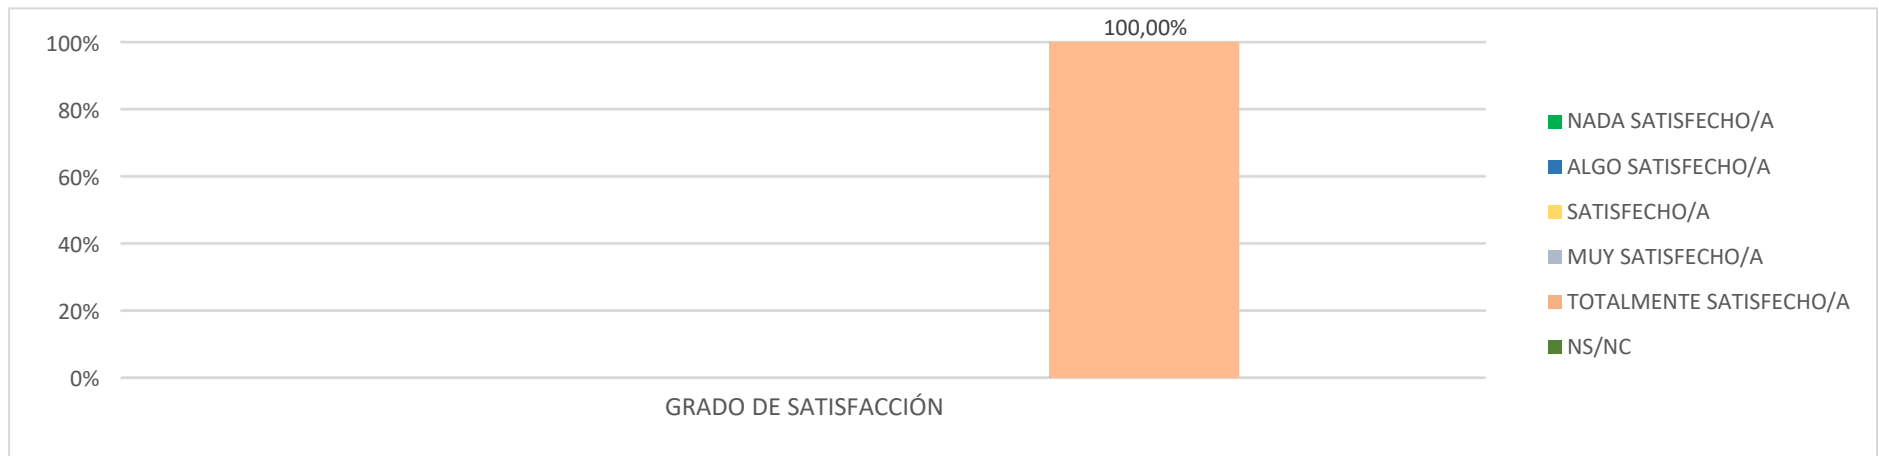 100,00%
100%
80%
60%
40%
20%
0%
GRADO DE SATISFACCIÓN
NADA SATISFECHO/A
ALGO SATISFECHO/A
SATISFECHO/A
MUY SATISFECHO/A
TOTALMENTE SATISFECHO/A
NS/NC